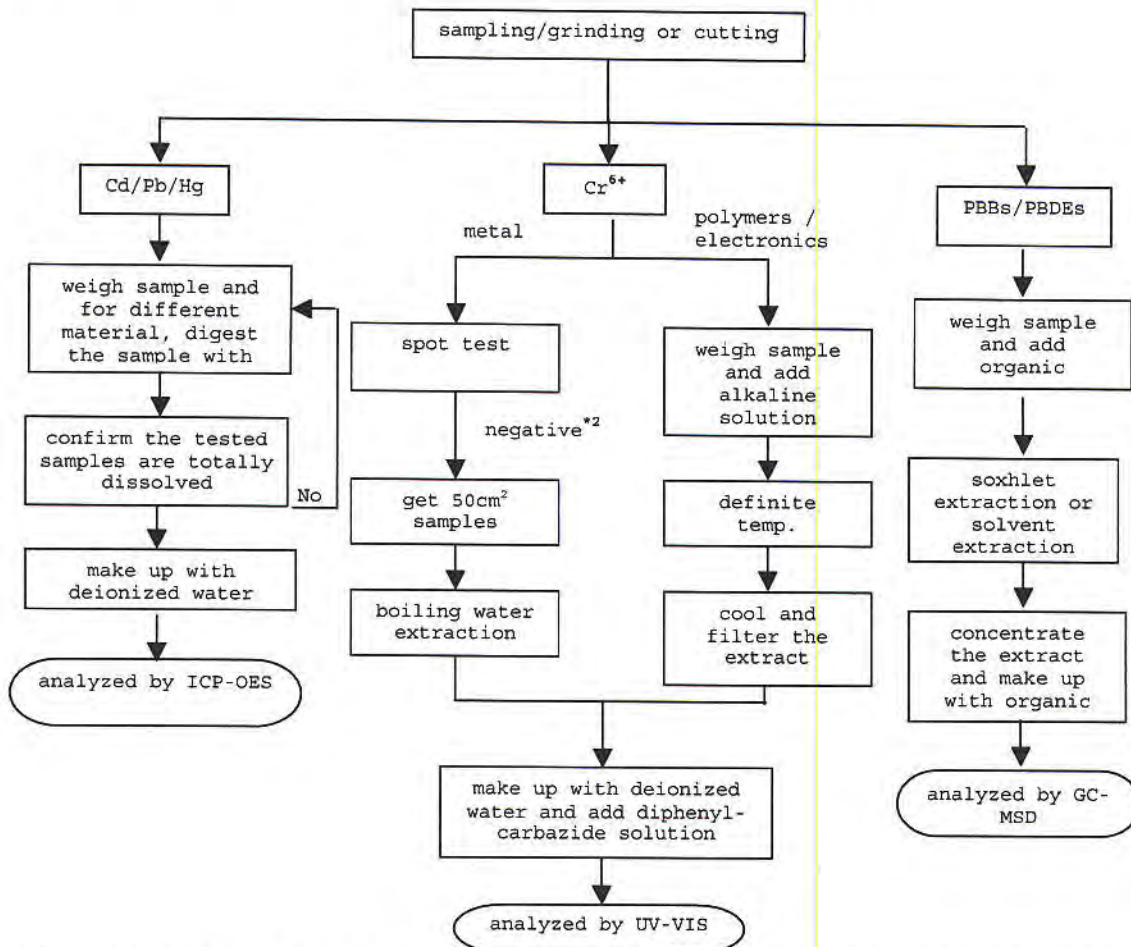 sampling/grinding or cutting
Cd/Pb/Hg
weigh sample and
for different
material, digest
the sample with
confirm the tested
samples are totally
dissolved
No
make up with
deionized water
analyzed by ICP-OES
Cr⁶⁺
metal
polymers /
electronics
spot test
negative*²
get 50cm²
samples
boiling water
extraction
weigh sample
and add
alkaline
solution
definite
temp.
cool and
filter the
extract
make up with deionized
water and add diphenyl-
carbazide solution
analyzed by UV-VIS
PBBs/PBDEs
weigh sample
and add
organic
soxhlet
extraction or
solvent
extraction
concentrate
the extract
and make up
with organic
analyzed by GC-
MSD